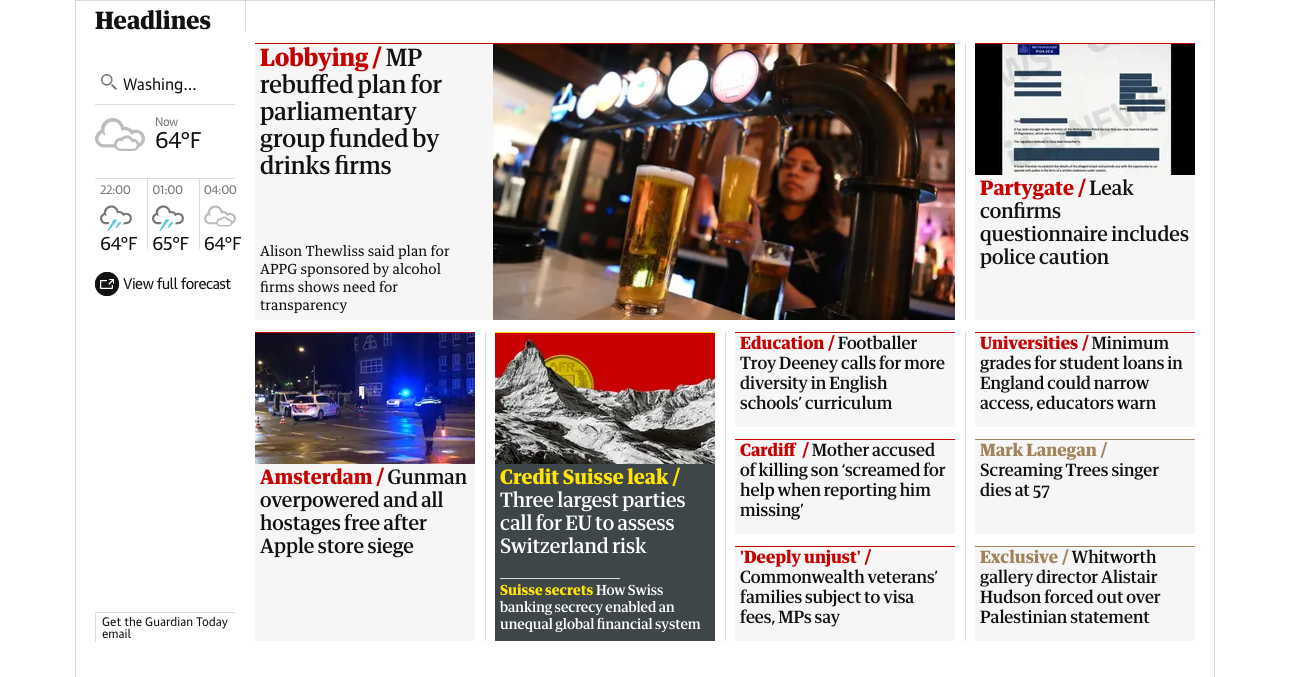 Headlines
Washing...
Now
64°F
22:00
01:00
04:00
64°F
65°F
64°F
View full forecast
Get the Guardian Today
email
Lobbying / MP
rebuffed plan for
parliamentary
group funded by
drinks firms
Alison Thewliss said plan for
APPG sponsored by alcohol
firms shows need for
transparency
METROPOLITAN
POLICE
Partygate / Leak
confirms
questionnaire includes
police caution
Amsterdam / Gunman
overpowered and all
hostages free after
Apple store siege
Credit Suisse leak /
Three largest parties
call for EU to assess
Switzerland risk
Suisse secrets How Swiss
banking secrecy enabled an
unequal global financial system
Education / Footballer
Troy Deeney calls for more
diversity in English
schools’ curriculum
Cardiff / Mother accused
of killing son ‘screamed for
help when reporting him
missing’
'Deeply unjust' /
Commonwealth veterans’
families subject to visa
fees, MPs say
Universities / Minimum
grades for student loans in
England could narrow
access, educators warn
Mark Lanegan /
Screaming Trees singer
dies at 57
Exclusive / Whitworth
gallery director Alistair
Hudson forced out over
Palestinian statement